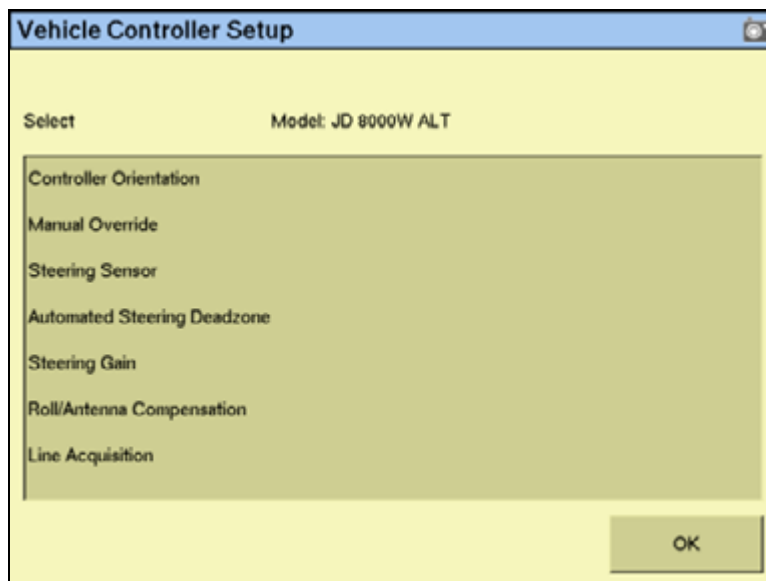 Vehicle Controller Setup
Select Model: JD 8000W ALT
Controller Orientation
Manual Override
Steering Sensor
Automated Steering Deadzone
Steering Gain
Roll/Antenna Compensation
Line Acquisition
OK